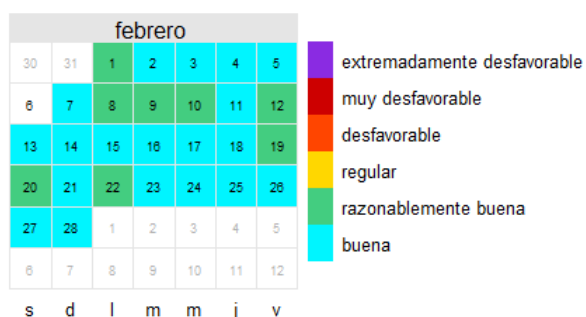 febrero
30 31 1 2 3 4 5
6 7 8 9 10 11 12
13 14 15 16 17 18 19
20 21 22 23 24 25 26
27 28 1 2 3 4 5
6 7 8 9 10 11 12
s d l m m j v
extremadamente desfavorable
muy desfavorable
desfavorable
regular
razonablemente buena
buena